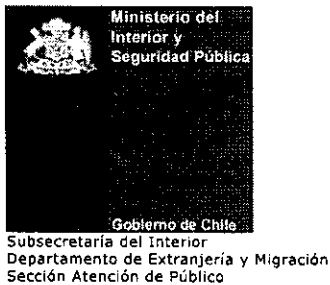 Ministerio del
Interior y
Seguridad Pública
Gobierno de Chile
Subsecretaría del Interior
Departamento de Extranjería y Migración
Sección Atención de Público